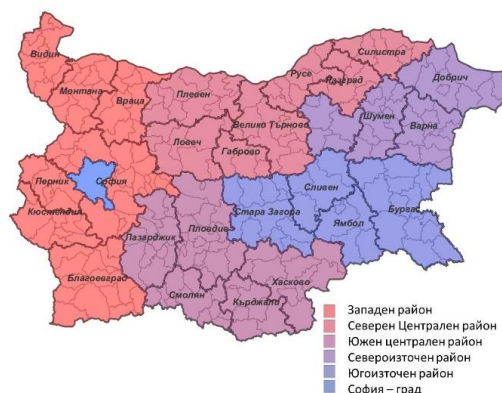 Видин
Монтана
Враца
Плевен
Русе
Силистра
Разград
Добрич
Шумен
Варна
Велико Търново
Ловеч
Габрово
София
Перник
Кюстендил
Сливен
Стара Загора
Ямбол
Бургас
Пазарджик
Пловдив
Благоевград
Смолян
Кърджали
Хасково
Западен район
Северен Централен район
Южен централен район
Североизточен район
Югоизточен район
София – град